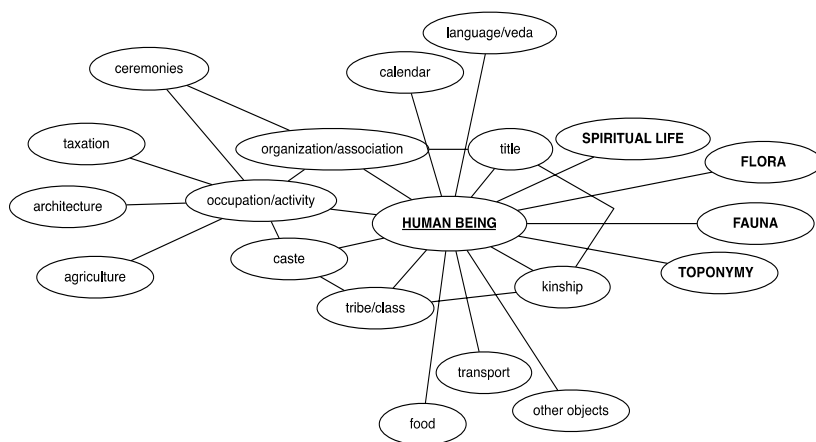 language/veda
ceremonies
calendar
taxation
organization/association
title
SPIRITUAL LIFE
FLORA
architecture
occupation/activity
HUMAN BEING
FAUNA
caste
agriculture
TOPONYMY
kinship
tribe/class
transport
other objects
food